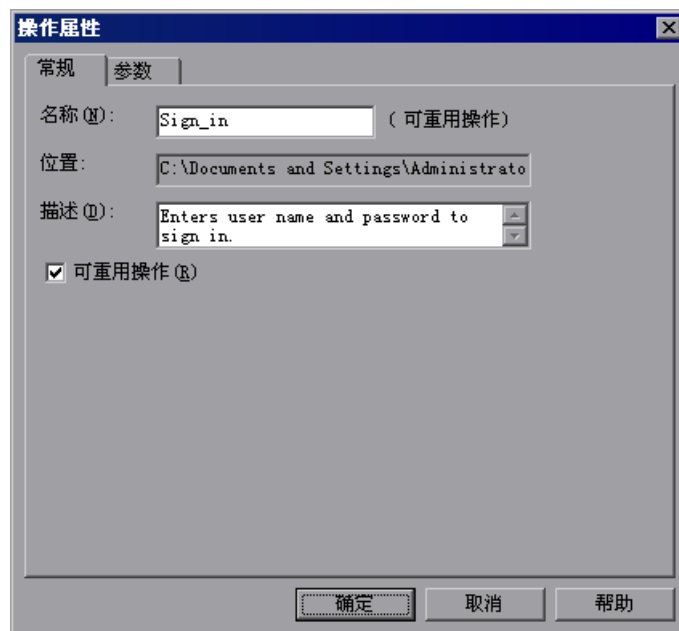 操作属性
常规 参数
名称(N): Sign_in (可重用操作)
位置: C:\Documents and Settings\Administrato
描述(D): Enters user name and password to
sign in.
可重用操作(R)
确定 取消 帮助